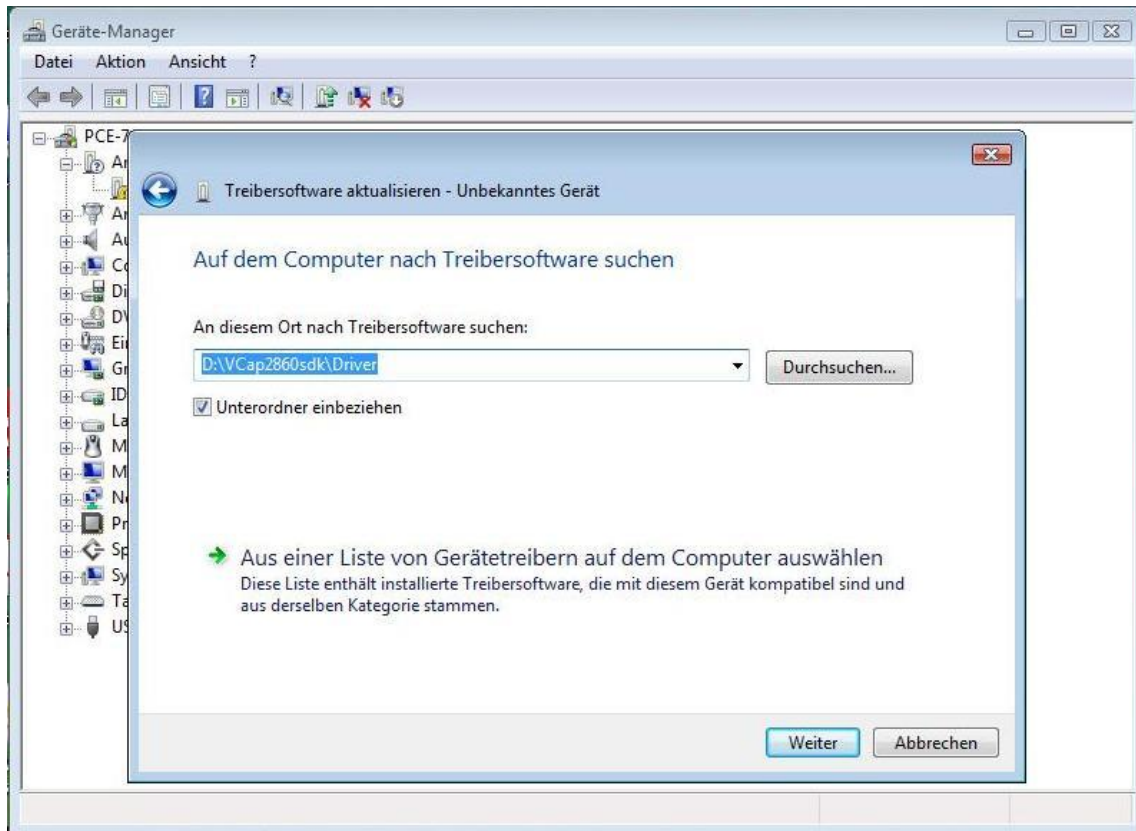 Geräte-Manager
Datei Aktion Ansicht ?
PCE-7
Treibersoftware aktualisieren - Unbekanntes Gerät
Auf dem Computer nach Treibersoftware suchen
An diesem Ort nach Treibersoftware suchen:
D:\VCap2860sdk\Driver
Durchsuchen...
Unterordner einbeziehen
Aus einer Liste von Gerätetreibern auf dem Computer auswählen
Diese Liste enthält installierte Treibersoftware, die mit diesem Gerät kompatibel sind und
aus derselben Kategorie stammen.
Weiter Abbrechen